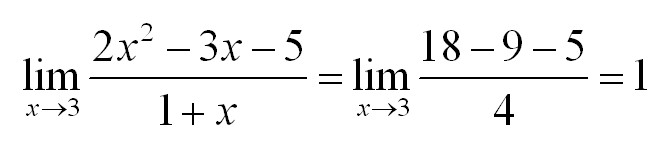 lim_{x→3} (2x² − 3x − 5)/(1 + x) = lim_{x→3} (18 − 9 − 5)/4 = 1